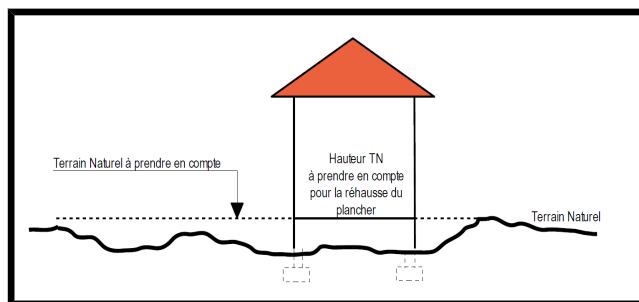 Hauteur TN
à prendre en compte
pour la réhausse du
plancher
Terrain Naturel à prendre en compte
Terrain Naturel